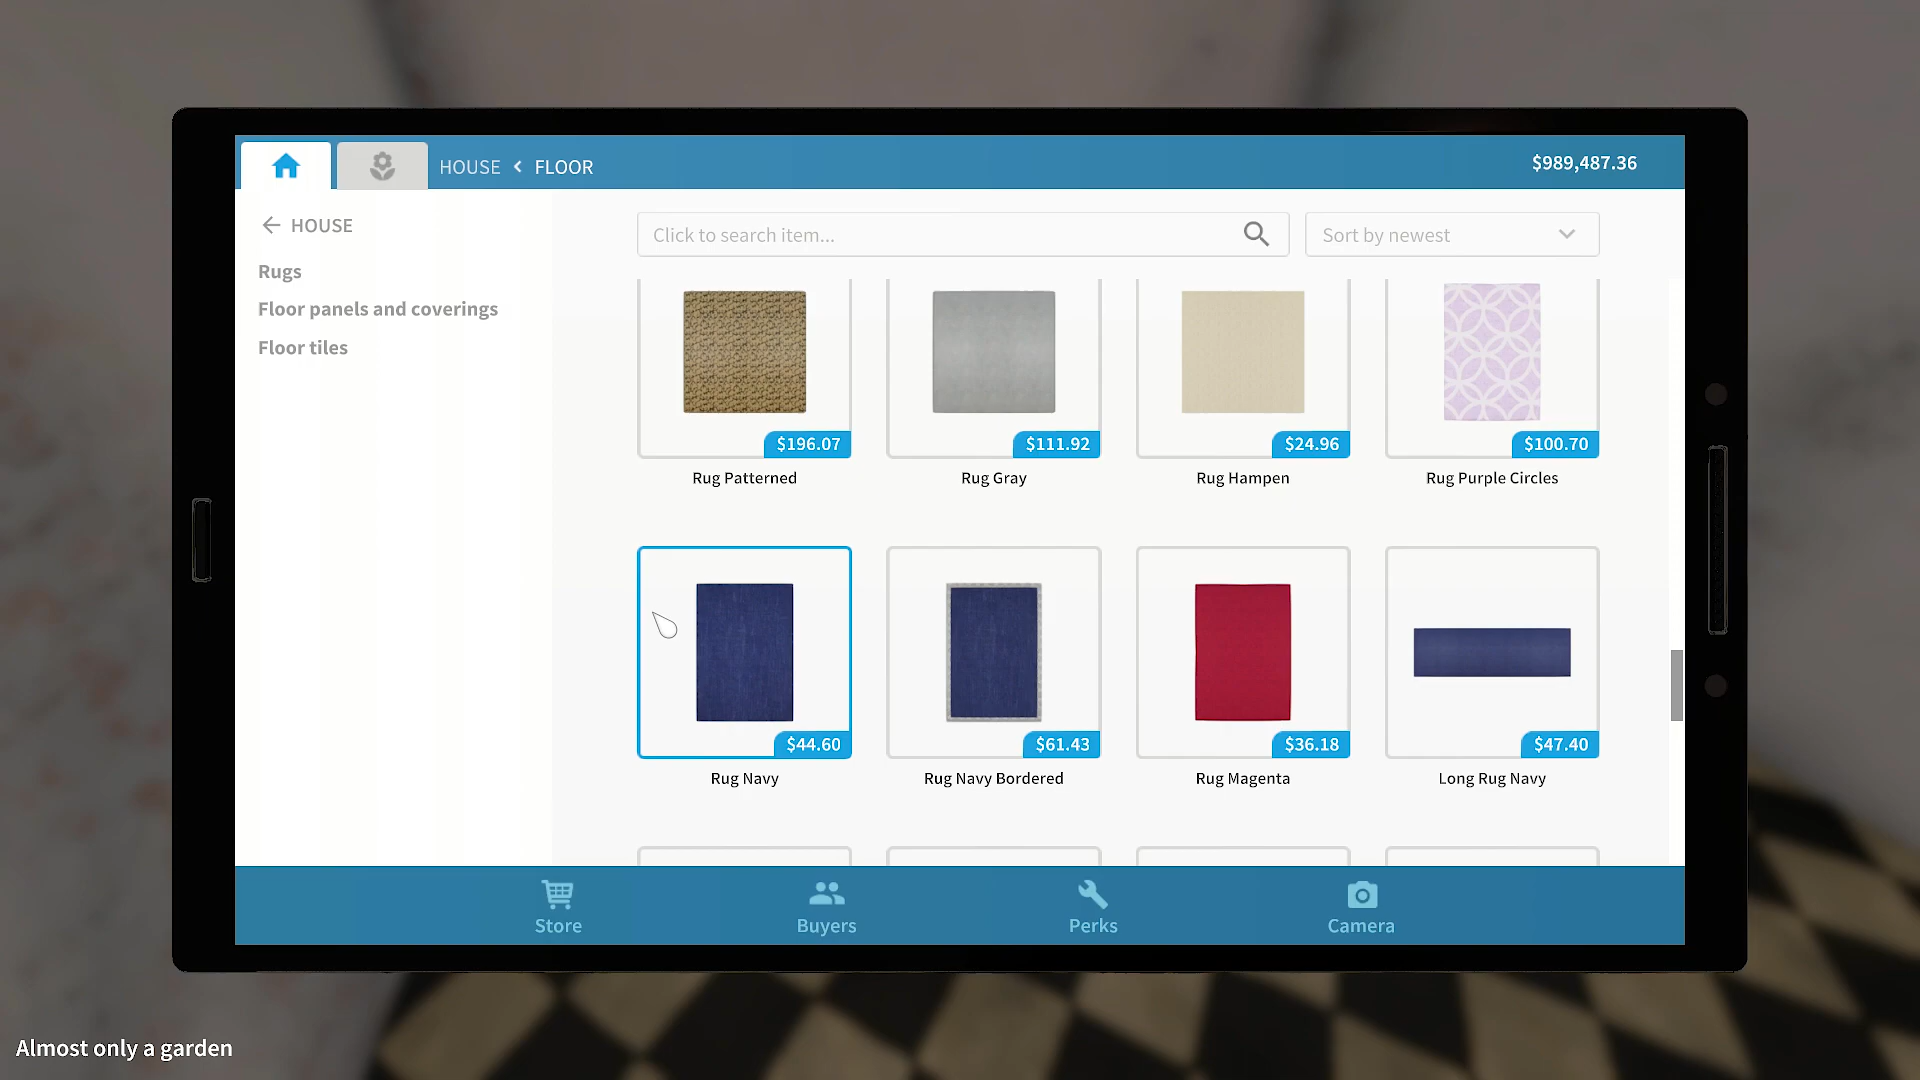 HOUSE < FLOOR
$989,487.36
HOUSE
Rugs
Floor panels and coverings
Floor tiles
Click to search item...
Sort by newest
$196.07
$111.92
$24.96
$100.70
Rug Patterned
Rug Gray
Rug Hampen
Rug Purple Circles
$44.60
$61.43
$36.18
$47.40
Rug Navy
Rug Navy Bordered
Rug Magenta
Long Rug Navy
Store
Buyers
Perks
Camera
Almost only a garden